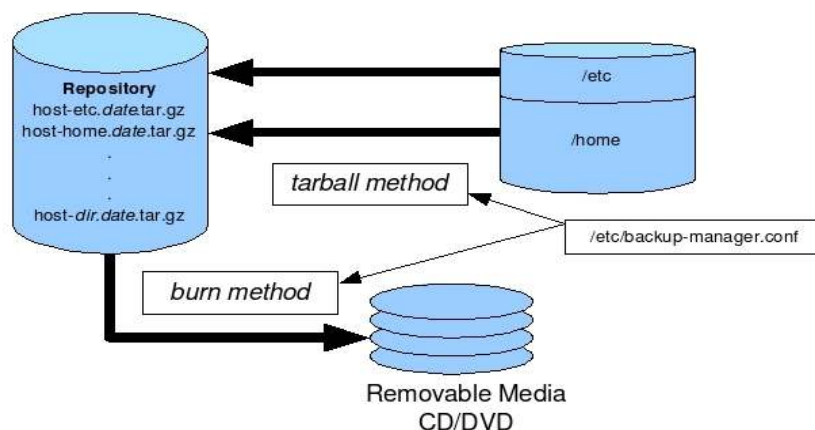 Repository
host-etc.date.tar.gz
host-home.date.tar.gz
.
.
.
host-dir.date.tar.gz
/etc
/home
tarball method
/etc/backup-manager.conf
burn method
Removable Media
CD/DVD